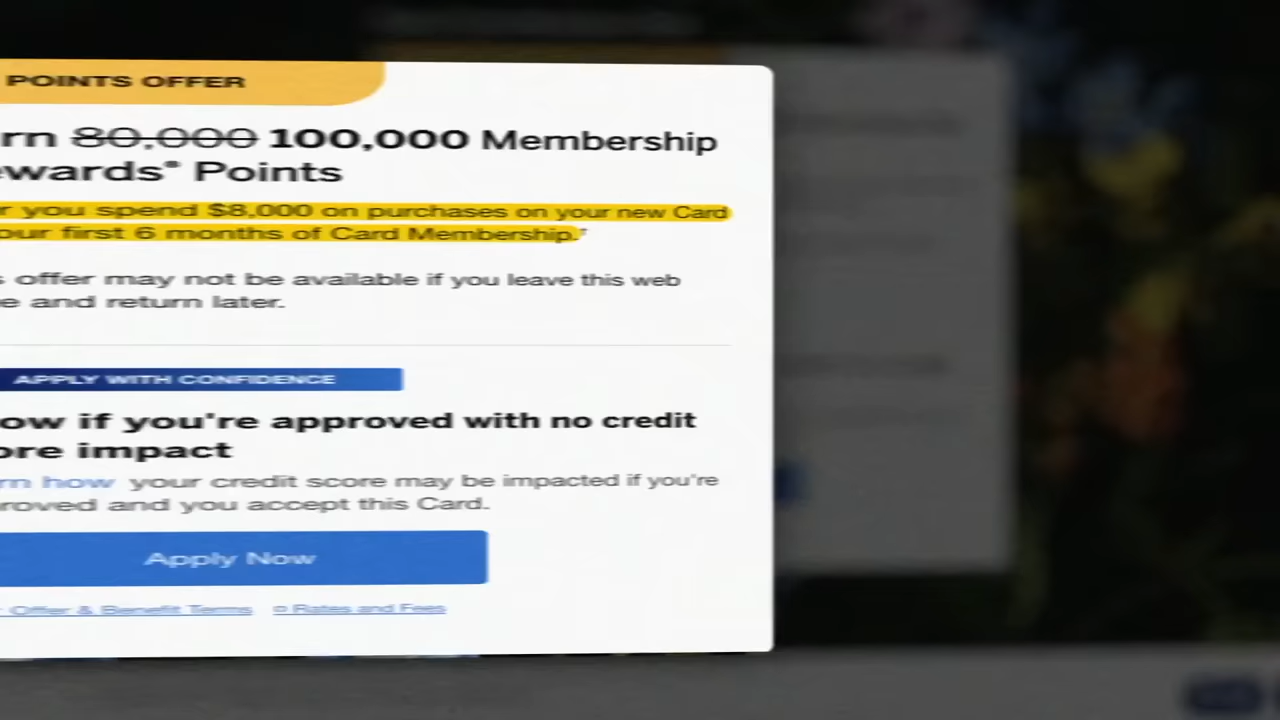 POINTS OFFER
rn 80,000 100,000 Membership
ewards® Points
r you spend $8,000 on purchases on your new Card
our first 6 months of Card Membership.
s offer may not be available if you leave this web
e and return later.
APPLY WITH CONFIDENCE
ow if you're approved with no credit
ore impact
rn how your credit score may be impacted if you're
roved and you accept this Card.
Apply Now
Offer & Benefit Terms ¤ Rates and Fees